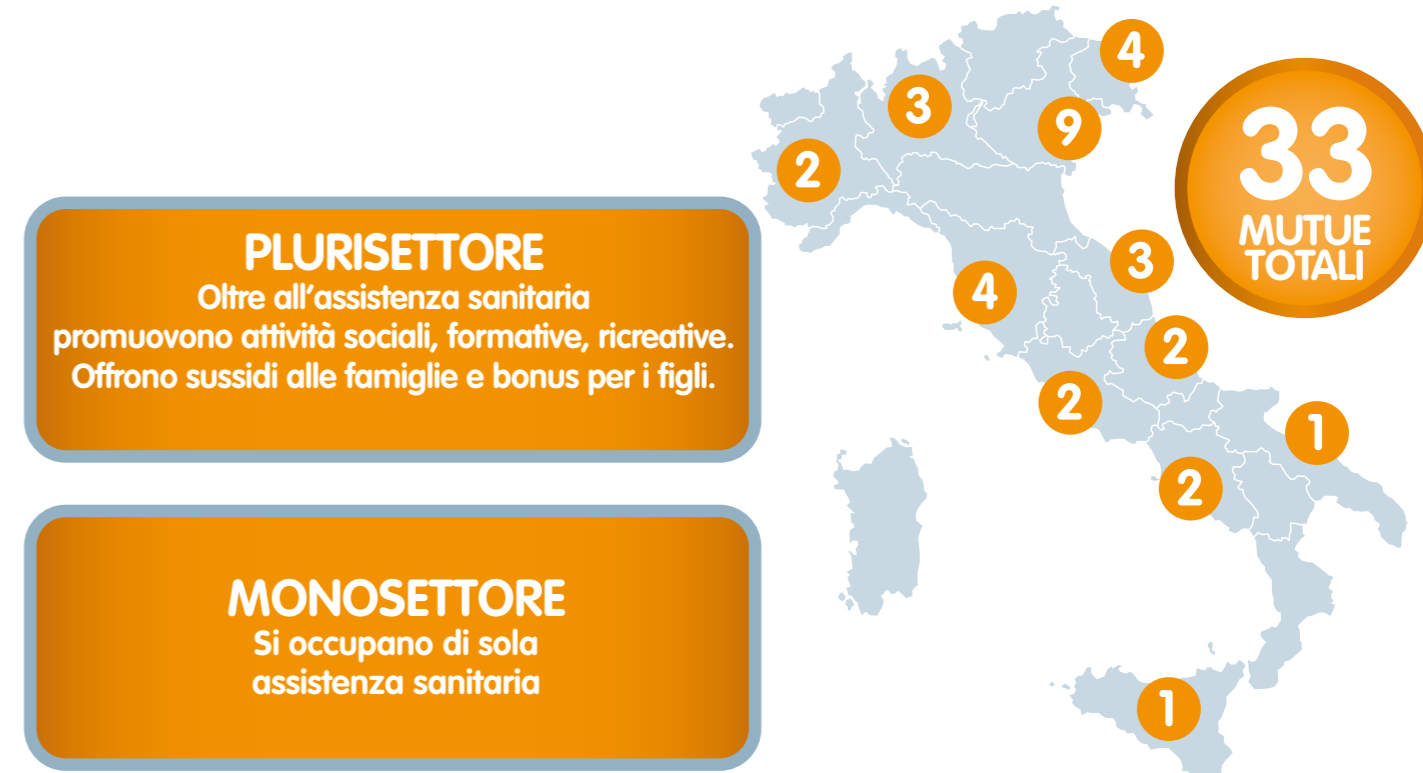 PLURISETTORE
Oltre all’assistenza sanitaria
promuovono attività sociali, formative, ricreative.
Offrono sussidi alle famiglie e bonus per i figli.
MONOSETTORE
Si occupano di sola
assistenza sanitaria
4
3
9
2
33
MUTUE
TOTALI
3
4
2
2
1
2
1